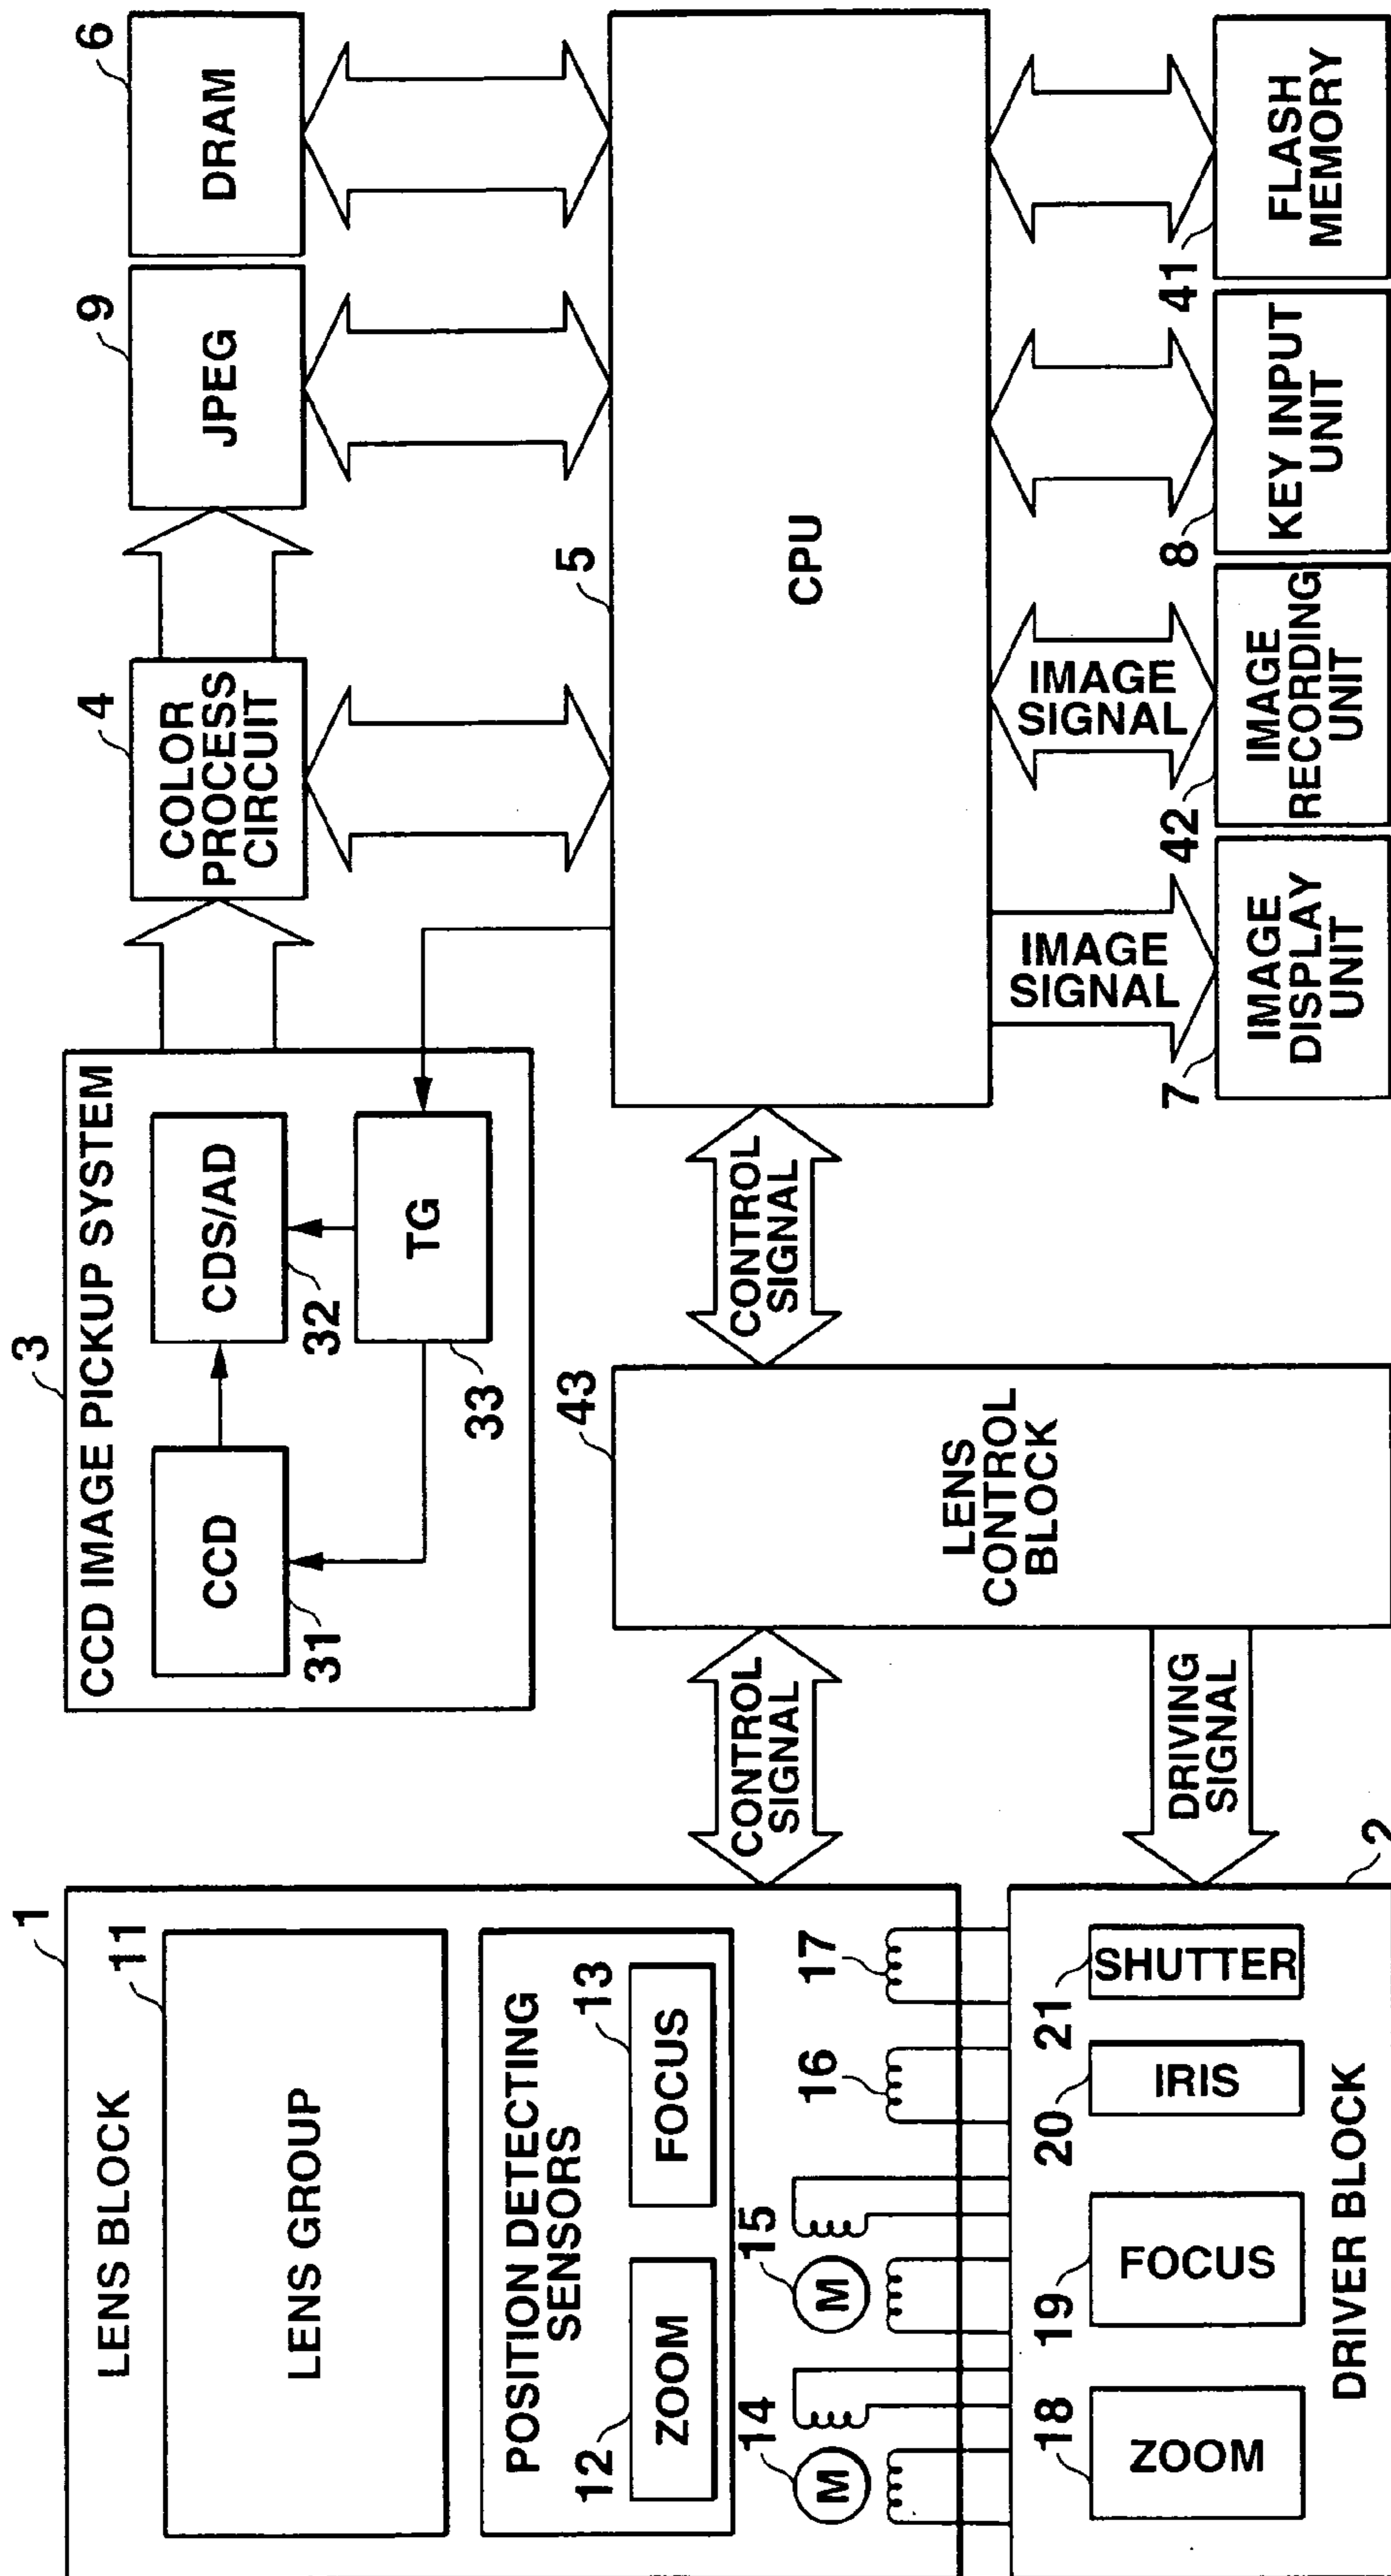 1
LENS BLOCK
11
LENS GROUP
POSITION DETECTING
SENSORS
12
ZOOM
13
FOCUS
14
M
15
M
16
17
18
ZOOM
19
FOCUS
20
IRIS
21
SHUTTER
DRIVER BLOCK
2
CONTROL
SIGNAL
DRIVING
SIGNAL
43
LENS
CONTROL
BLOCK
CONTROL
SIGNAL
3
CCD IMAGE PICKUP SYSTEM
CCD
31
CDS/AD
32
TG
33
4
COLOR
PROCESS
CIRCUIT
9
JPEG
6
DRAM
5
CPU
IMAGE
SIGNAL
IMAGE
SIGNAL
7
IMAGE
DISPLAY
UNIT
42
IMAGE
RECORDING
UNIT
8
KEY INPUT
UNIT
41
FLASH
MEMORY